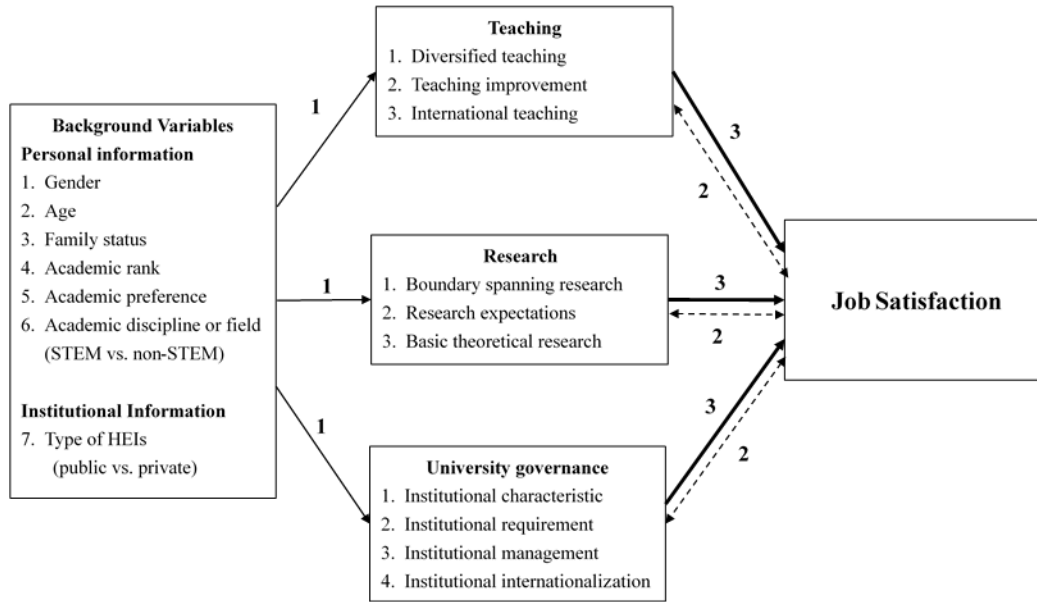 Background Variables
Personal information
1. Gender
2. Age
3. Family status
4. Academic rank
5. Academic preference
6. Academic discipline or field
(STEM vs. non-STEM)
Institutional Information
7. Type of HEIs
(public vs. private)
1
1
1
Teaching
1. Diversified teaching
2. Teaching improvement
3. International teaching
Research
1. Boundary spanning research
2. Research expectations
3. Basic theoretical research
University governance
1. Institutional characteristic
2. Institutional requirement
3. Institutional management
4. Institutional internationalization
3
2
3
2
3
2
Job Satisfaction